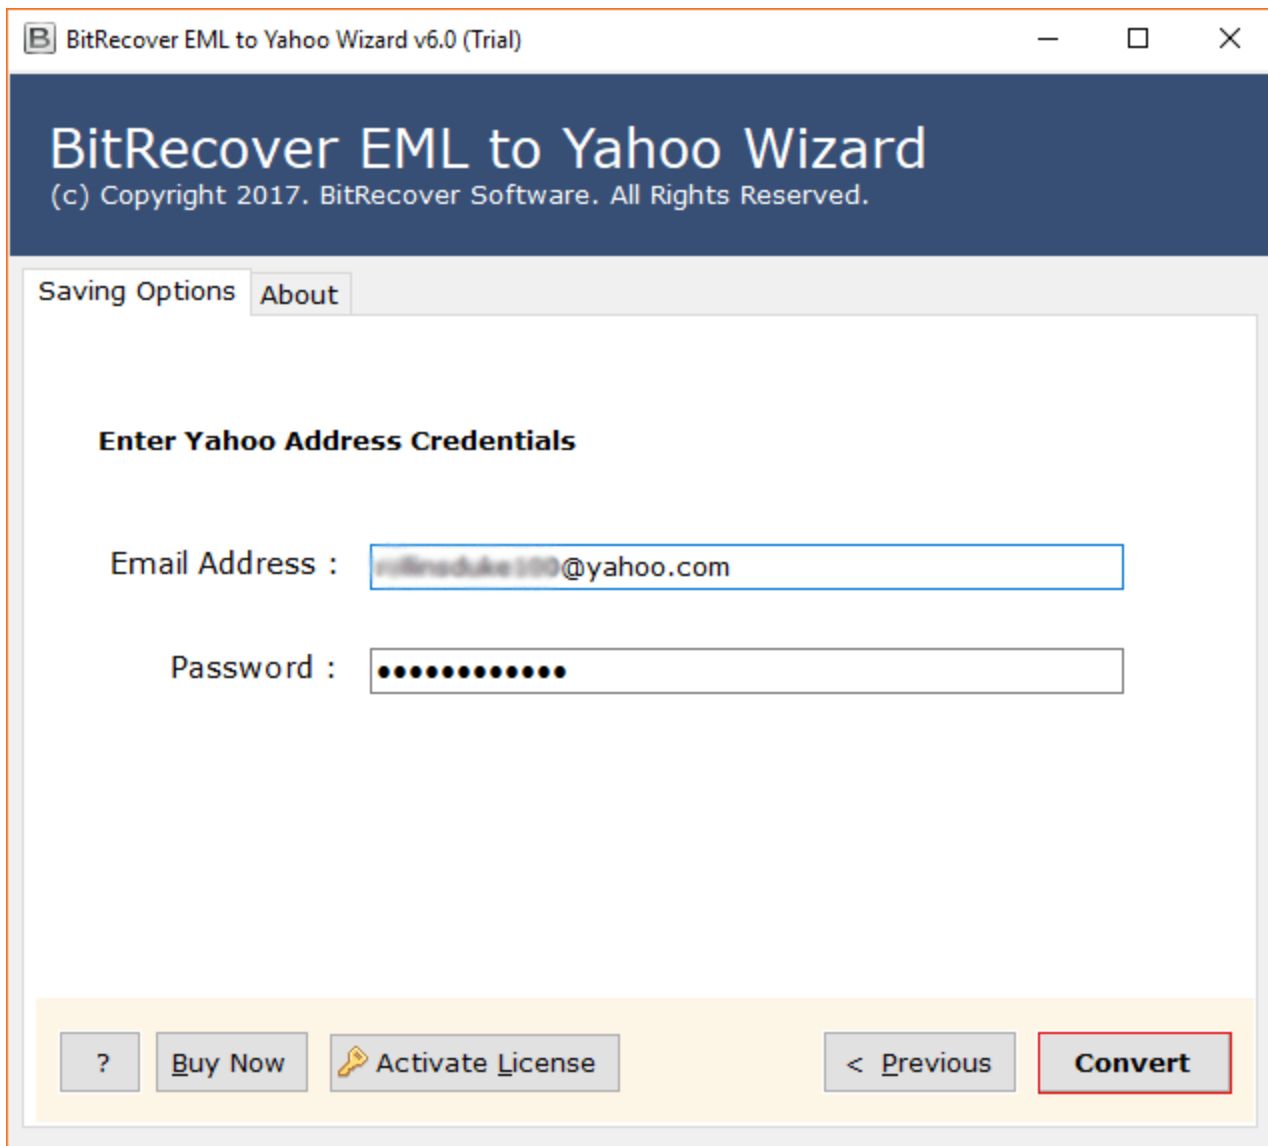 BitRecover EML to Yahoo Wizard v6.0 (Trial)
BitRecover EML to Yahoo Wizard
(c) Copyright 2017. BitRecover Software. All Rights Reserved.
Saving Options About
Enter Yahoo Address Credentials
Email Address : @yahoo.com
Password : ••••••••••••
? Buy Now Activate License < Previous Convert